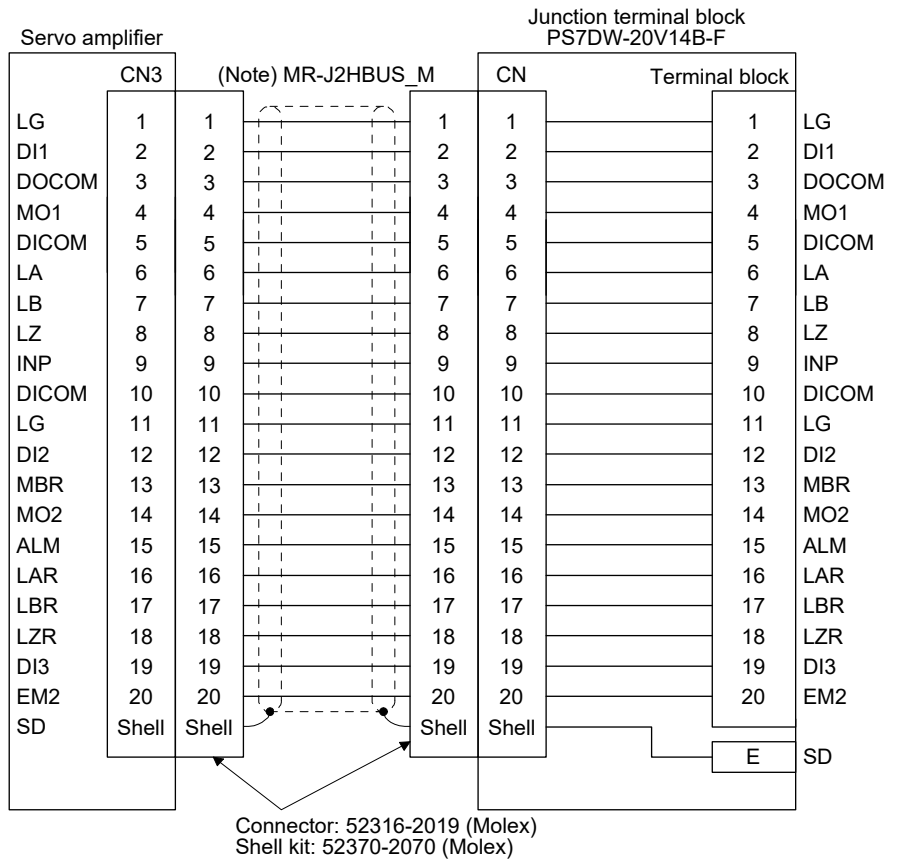 Junction terminal block
Servo amplifier PS7DW-20V14B-F
CN3 (Note) MR-J2HBUS_M CN Terminal block
LG 1 1 1 1 1 LG
DI1 2 2 2 2 2 DI1
DOCOM 3 3 3 3 3 DOCOM
MO1 4 4 4 4 4 MO1
DICOM 5 5 5 5 5 DICOM
LA 6 6 6 6 6 LA
LB 7 7 7 7 7 LB
LZ 8 8 8 8 8 LZ
INP 9 9 9 9 9 INP
DICOM 10 10 10 10 10 DICOM
LG 11 11 11 11 11 LG
DI2 12 12 12 12 12 DI2
MBR 13 13 13 13 13 MBR
MO2 14 14 14 14 14 MO2
ALM 15 15 15 15 15 ALM
LAR 16 16 16 16 16 LAR
LBR 17 17 17 17 17 LBR
LZR 18 18 18 18 18 LZR
DI3 19 19 19 19 19 DI3
EM2 20 20 20 20 20 EM2
SD Shell Shell Shell Shell
E SD
Connector: 52316-2019 (Molex)
Shell kit: 52370-2070 (Molex)